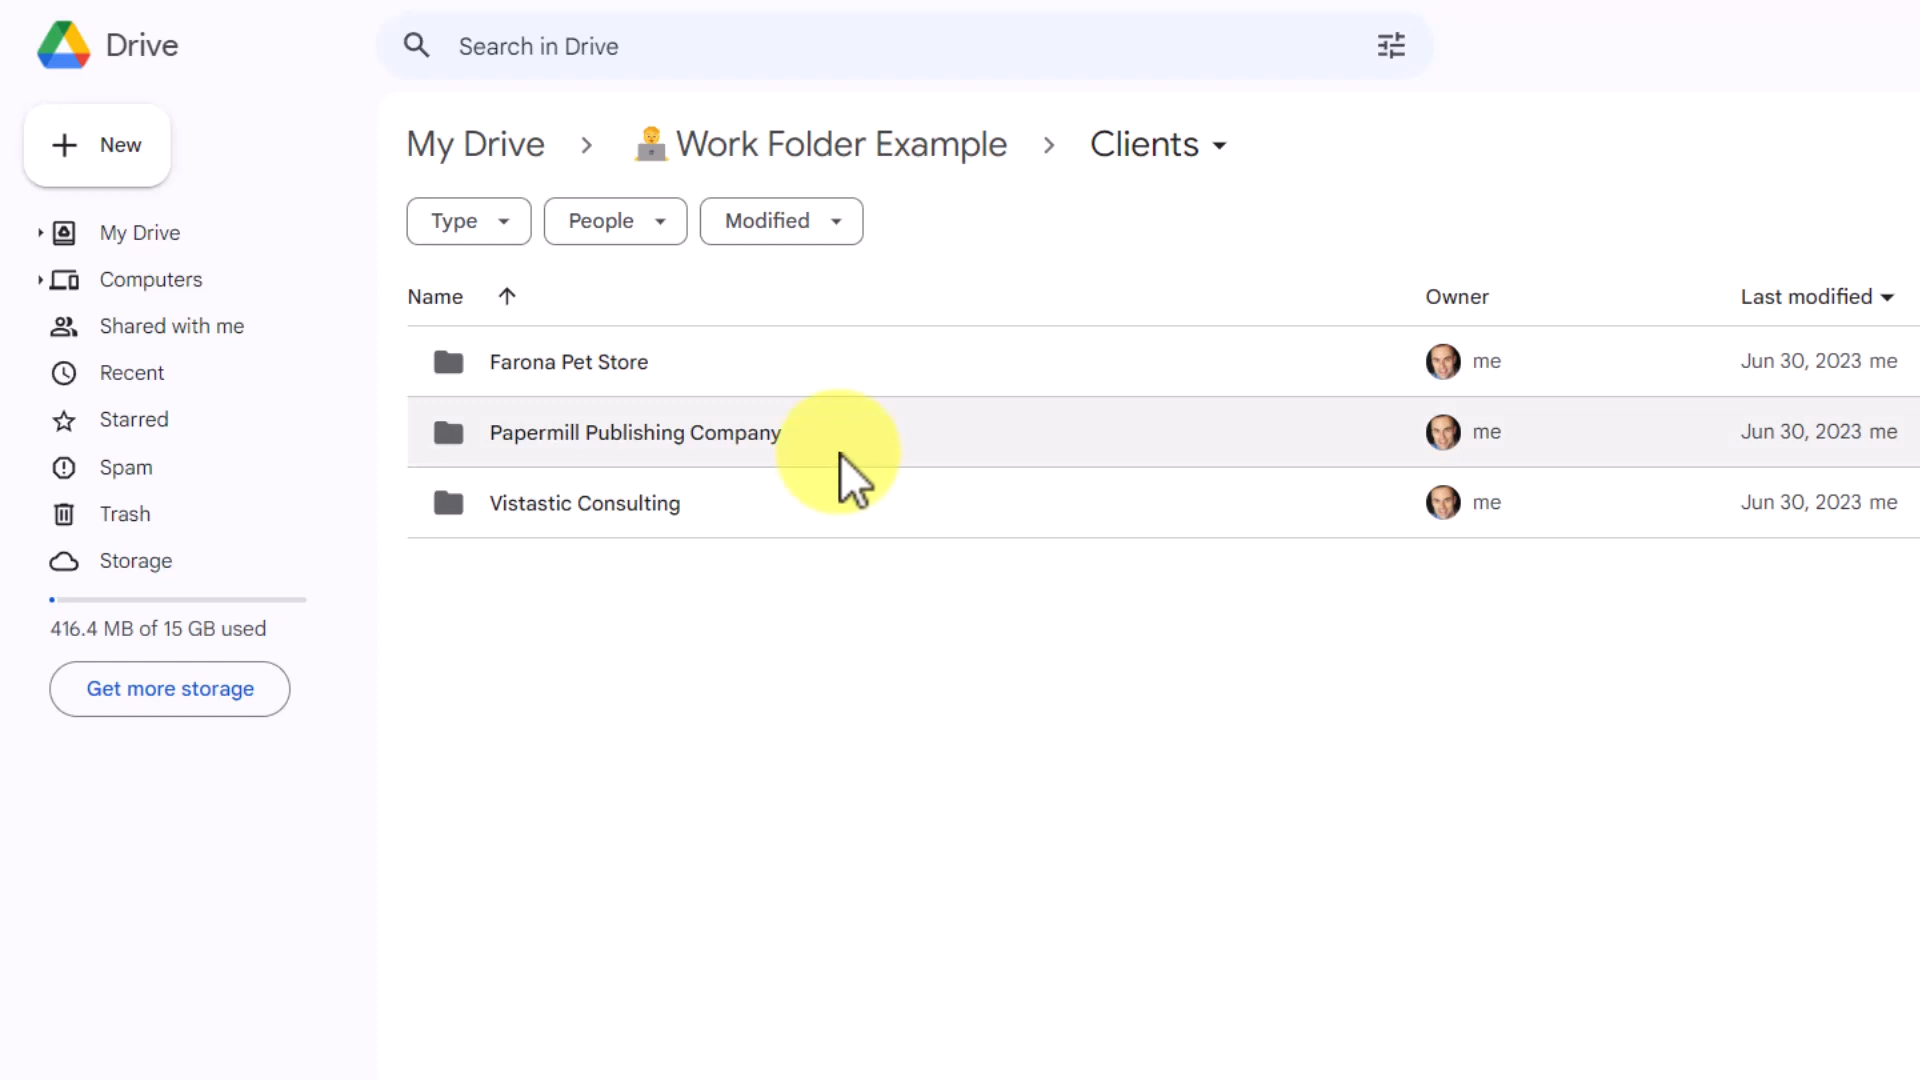 Drive
Search in Drive
New
My Drive
Computers
Shared with me
Recent
Starred
Spam
Trash
Storage
416.4 MB of 15 GB used
Get more storage
My Drive > Work Folder Example > Clients
Type People Modified
Name Owner Last modified
Farona Pet Store me Jun 30, 2023 me
Papermill Publishing Company me Jun 30, 2023 me
Vistastic Consulting me Jun 30, 2023 me